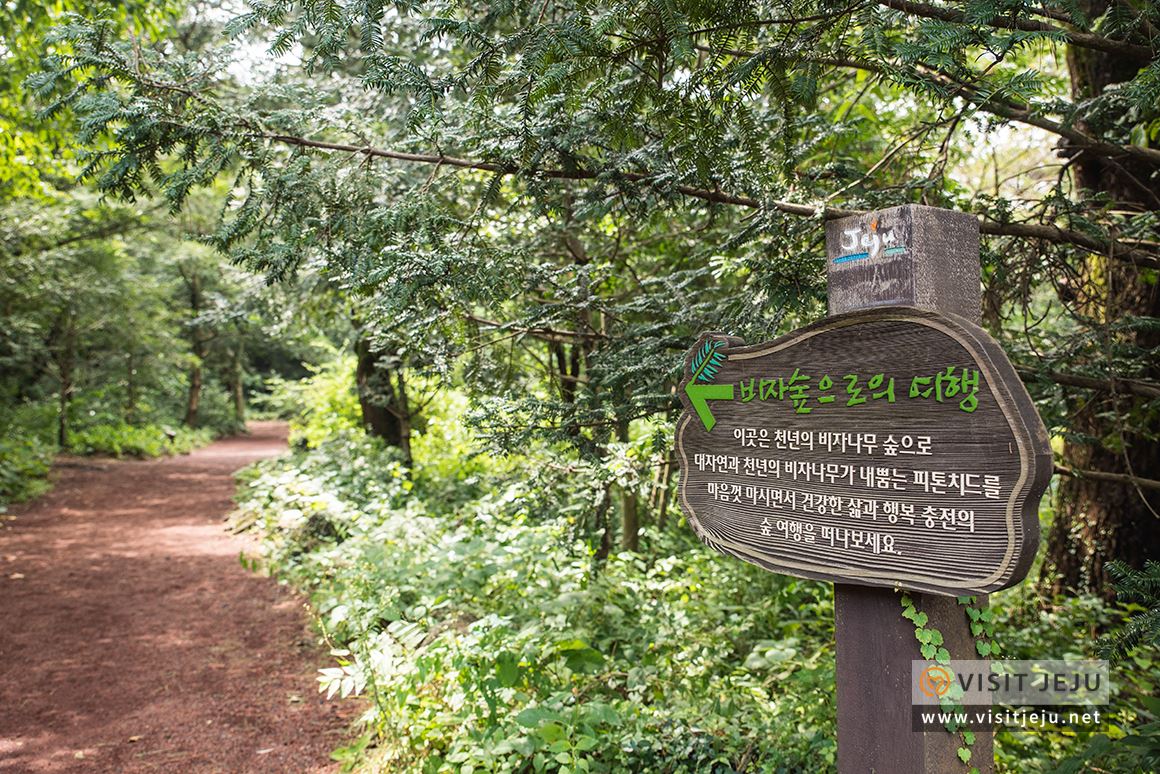 Jeju
비자숲으로의 여행
이곳은 천년의 비자나무 숲으로
대자연과 천년의 비자나무가 내뿜는 피톤치드를
마음껏 마시면서 건강한 삶과 행복 충전의
숲 여행을 떠나보세요.
VISIT JEJU
www.visitjeju.net